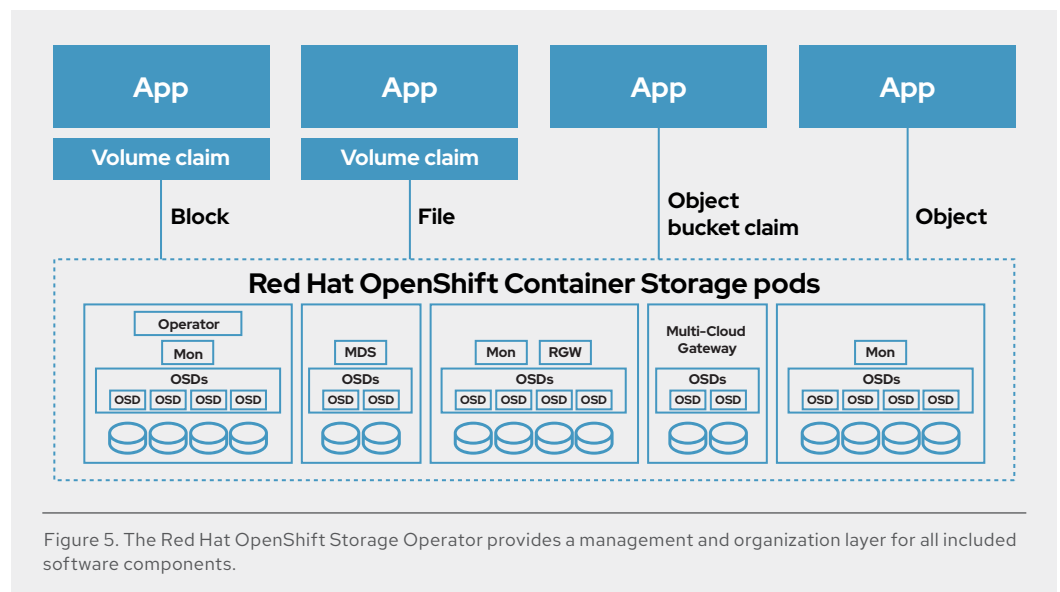 App
App
App
App
Volume claim
Volume claim
Block
File
Object
bucket claim
Object
Red Hat OpenShift Container Storage pods
Operator
Mon
OSDs
OSD OSD OSD OSD
MDS
OSDs
OSD OSD
Mon RGW
OSDs
OSD OSD OSD OSD
Multi-Cloud
Gateway
OSDs
OSD OSD
Mon
OSDs
OSD OSD OSD OSD
Figure 5. The Red Hat OpenShift Storage Operator provides a management and organization layer for all included
software components.